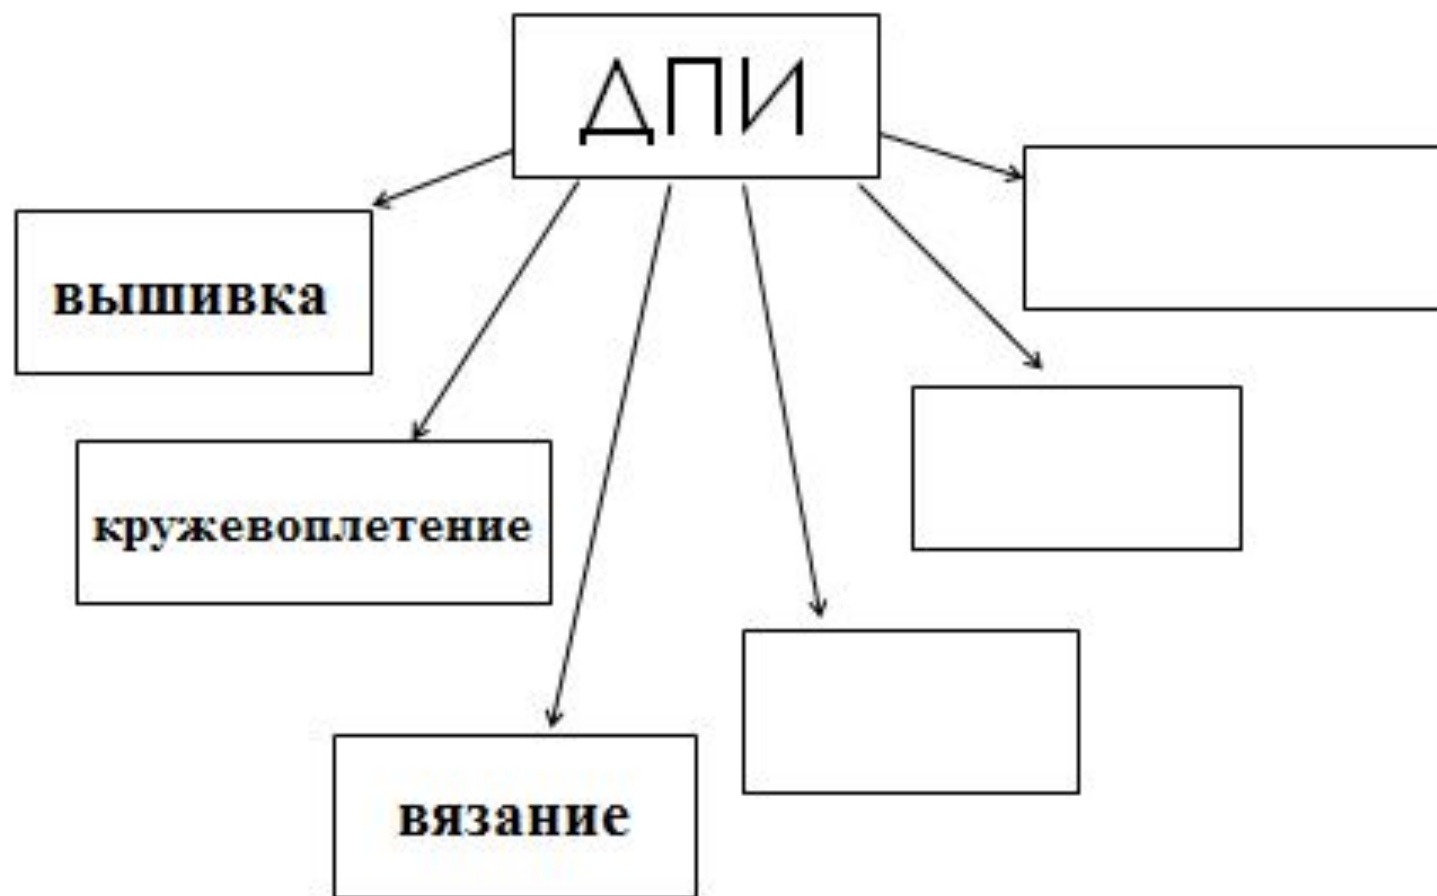 ДПИ
вышивка
кружевоплетение
вязание